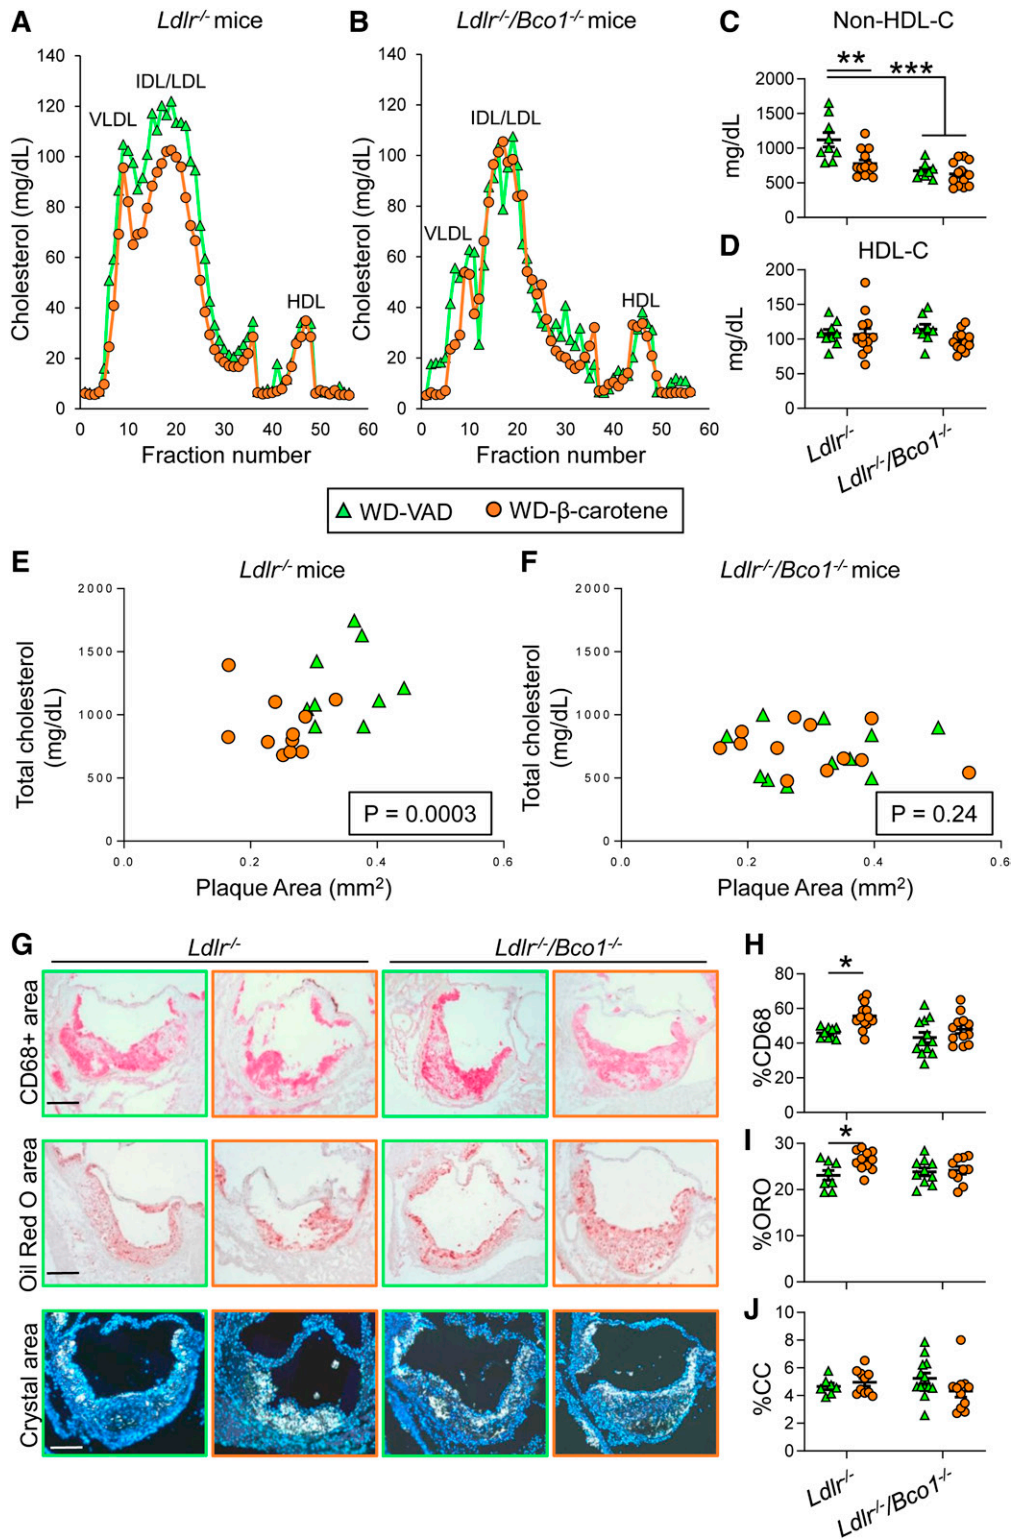 A Ldlr-/- mice
140
120
100
80
60
40
20
0
Cholesterol (mg/dL)
VLDL
IDL/LDL
HDL
0 10 20 30 40 50 60
Fraction number
B Ldlr-/-/Bco1-/- mice
140
120
100
80
60
40
20
0
Cholesterol (mg/dL)
VLDL
IDL/LDL
HDL
0 10 20 30 40 50 60
Fraction number
C Non-HDL-C
** ***
2000
1500
1000
500
0
mg/dL
D HDL-C
200
150
100
50
0
mg/dL
Ldlr-/-
Ldlr-/-/Bco1-/-
WD-VAD WD-β-carotene
E Ldlr-/- mice
2000
1500
1000
500
0
Total cholesterol
(mg/dL)
P = 0.0003
0.0 0.2 0.4 0.6
Plaque Area (mm2)
F Ldlr-/-/Bco1-/- mice
2000
1500
1000
500
0
Total cholesterol
(mg/dL)
P = 0.24
0.0 0.2 0.4 0.6
Plaque Area (mm2)
G Ldlr-/- Ldlr-/-/Bco1-/-
CD68+ area
Oil Red O area
Crystal area
H
*
80
60
40
20
0
%CD68
I
*
30
20
10
0
%ORO
J
10
8
6
4
2
0
%CC
Ldlr-/-
Ldlr-/-/Bco1-/-